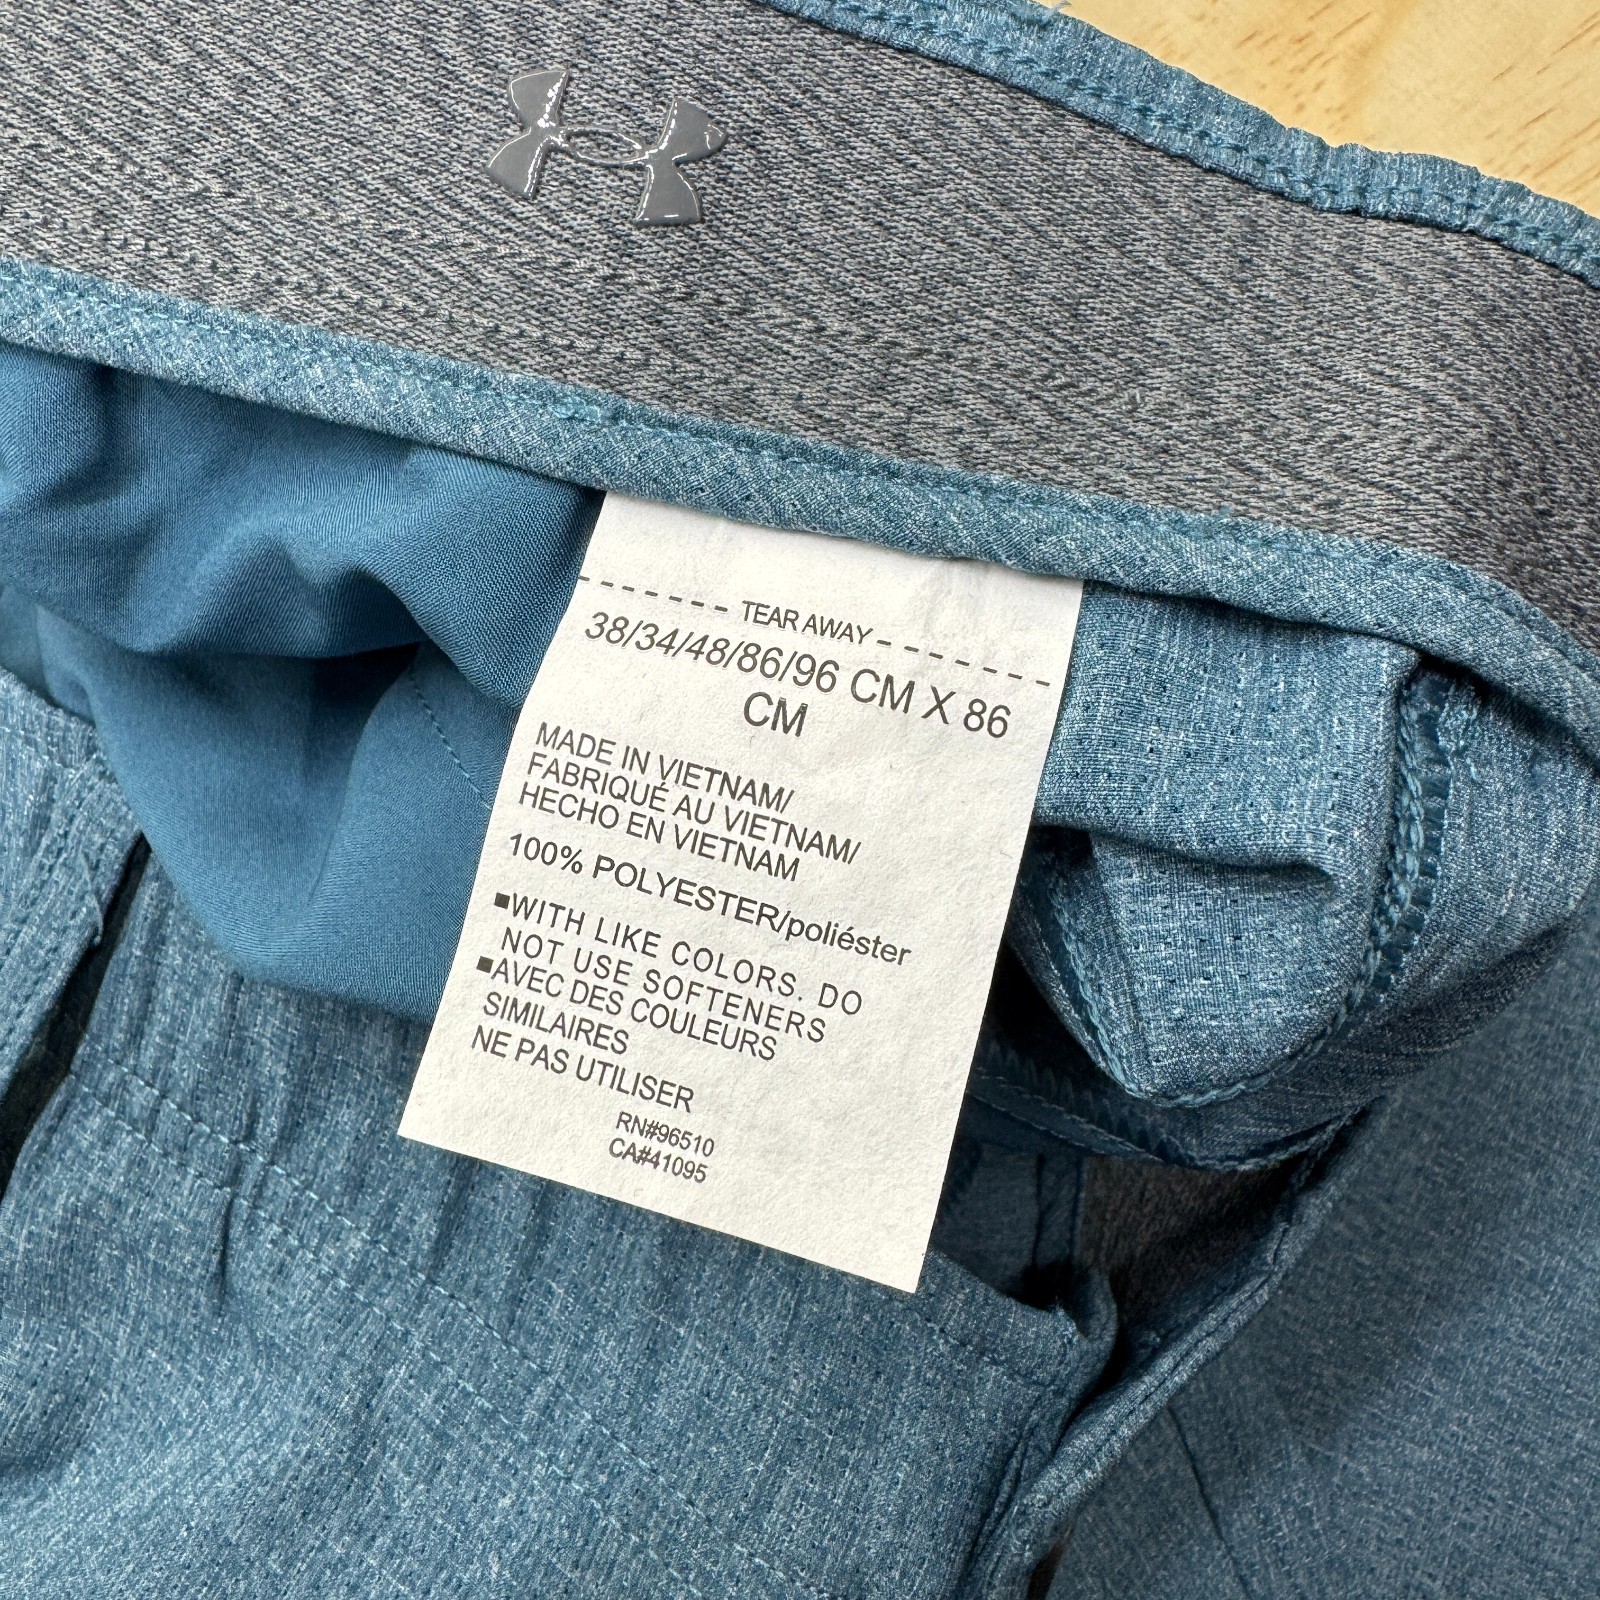 TEAR AWAY
38/34/48/86/96 CM X 86
CM
MADE IN VIETNAM/
FABRIQUÉ AU VIETNAM/
HECHO EN VIETNAM
100% POLYESTER/poliéster
▪WITH LIKE COLORS. DO
NOT USE SOFTENERS
▪AVEC DES COULEURS
SIMILAIRES
NE PAS UTILISER
RN#96510
CA#41095